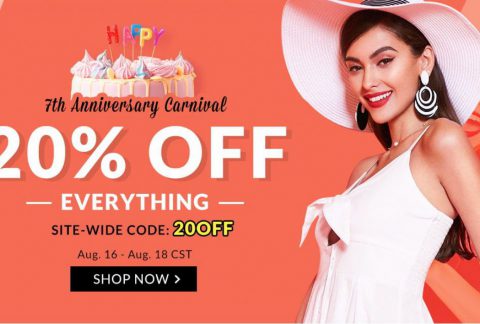 HAPPY
7th Anniversary Carnival
20% OFF
— EVERYTHING —
SITE-WIDE CODE: 20OFF
Aug. 16 - Aug. 18 CST
SHOP NOW >